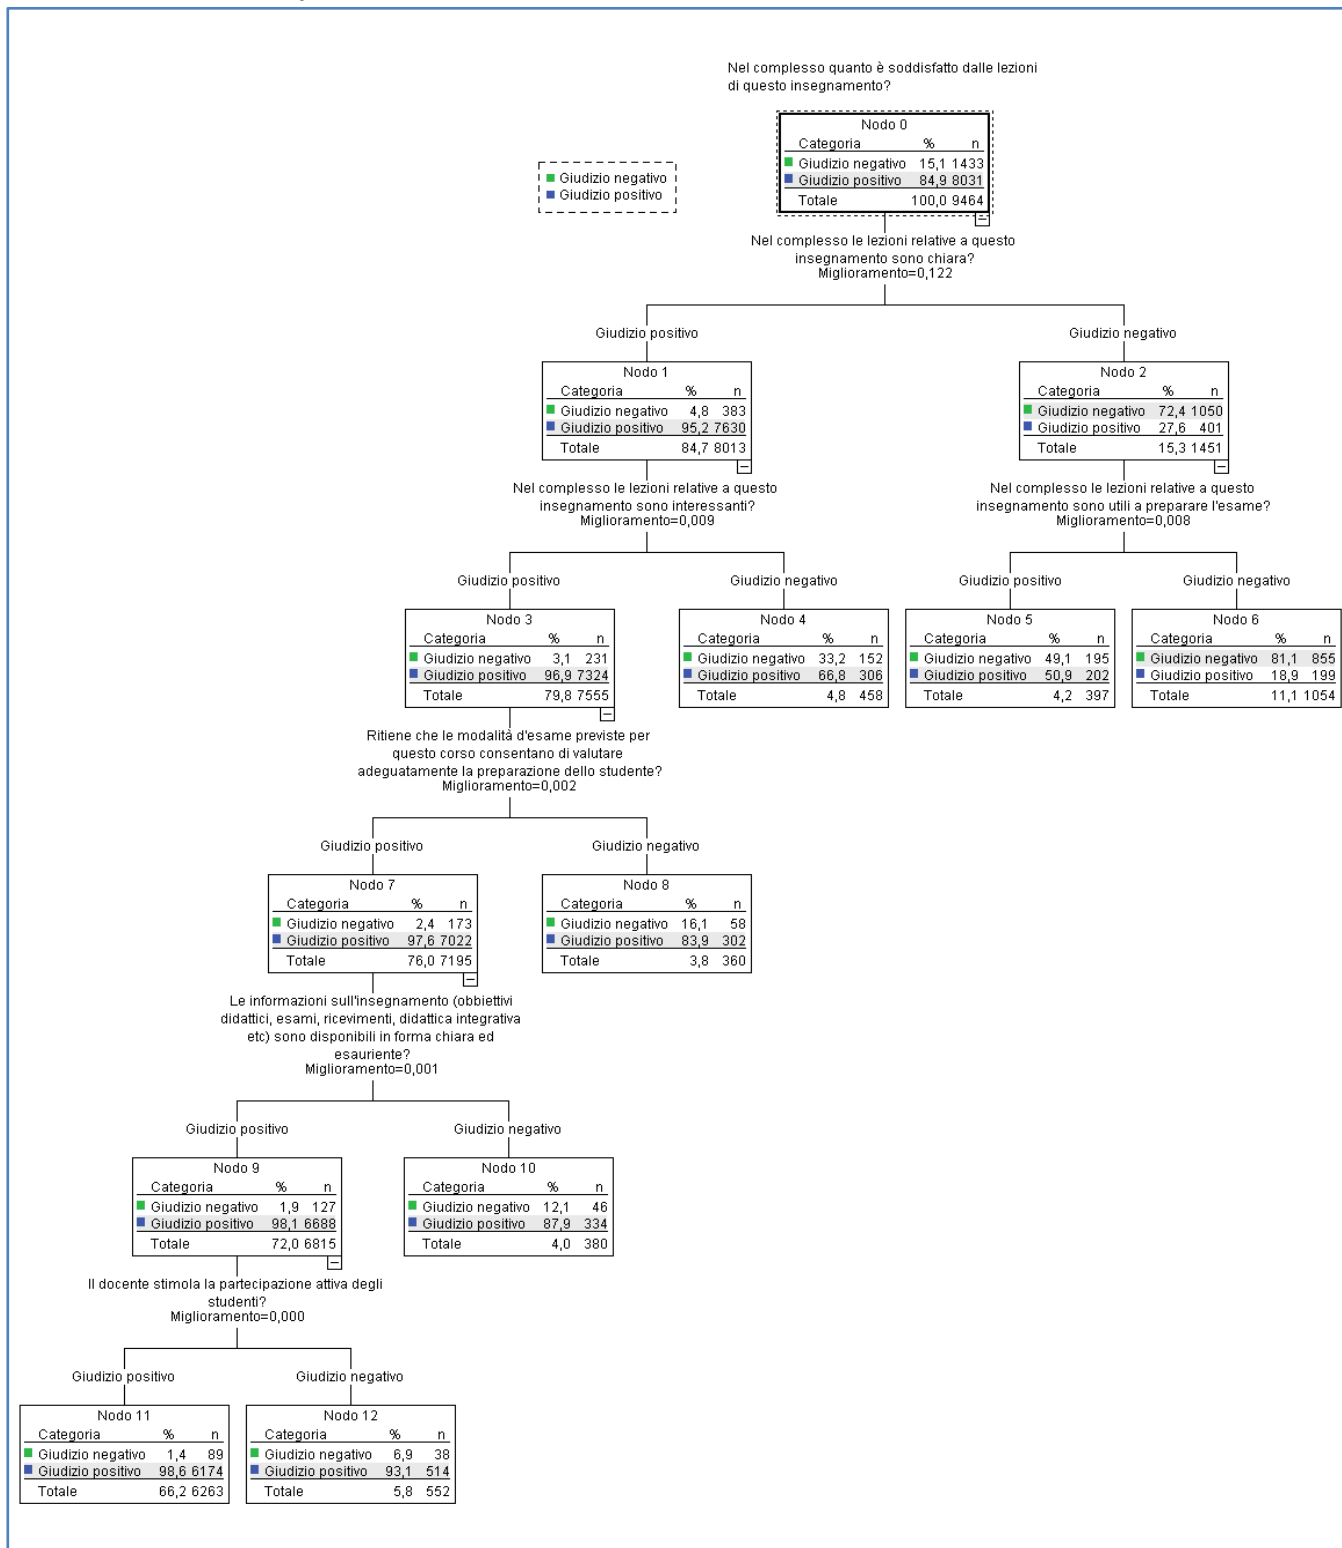 Nel complesso quanto è soddisfatto dalle lezioni
di questo insegnamento?
Nodo 0
Categoria % n
Giudizio negativo 15,1 1433
Giudizio positivo 84,9 8031
Totale 100,0 9464
Giudizio negativo
Giudizio positivo
Nel complesso le lezioni relative a questo
insegnamento sono chiara?
Miglioramento=0,122
Giudizio positivo
Giudizio negativo
Nodo 1
Categoria % n
Giudizio negativo 4,8 383
Giudizio positivo 95,2 7630
Totale 84,7 8013
Nodo 2
Categoria % n
Giudizio negativo 72,4 1050
Giudizio positivo 27,6 401
Totale 15,3 1451
Nel complesso le lezioni relative a questo
insegnamento sono interessanti?
Miglioramento=0,009
Nel complesso le lezioni relative a questo
insegnamento sono utili a preparare l'esame?
Miglioramento=0,008
Giudizio positivo
Giudizio negativo
Giudizio positivo
Giudizio negativo
Nodo 3
Categoria % n
Giudizio negativo 3,1 231
Giudizio positivo 96,9 7324
Totale 79,8 7555
Nodo 4
Categoria % n
Giudizio negativo 33,2 152
Giudizio positivo 66,8 306
Totale 4,8 458
Nodo 5
Categoria % n
Giudizio negativo 49,1 195
Giudizio positivo 50,9 202
Totale 4,2 397
Nodo 6
Categoria % n
Giudizio negativo 81,1 855
Giudizio positivo 18,9 199
Totale 11,1 1054
Ritiene che le modalità d'esame previste per
questo corso consentano di valutare
adeguatamente la preparazione dello studente?
Miglioramento=0,002
Giudizio positivo
Giudizio negativo
Nodo 7
Categoria % n
Giudizio negativo 2,4 173
Giudizio positivo 97,6 7022
Totale 76,0 7195
Nodo 8
Categoria % n
Giudizio negativo 16,1 58
Giudizio positivo 83,9 302
Totale 3,8 360
Le informazioni sull'insegnamento (obbiettivi
didattici, esami, ricevimenti, didattica integrativa
etc) sono disponibili in forma chiara ed
esauriente?
Miglioramento=0,001
Giudizio positivo
Giudizio negativo
Nodo 9
Categoria % n
Giudizio negativo 1,9 127
Giudizio positivo 98,1 6688
Totale 72,0 6815
Nodo 10
Categoria % n
Giudizio negativo 12,1 46
Giudizio positivo 87,9 334
Totale 4,0 380
Il docente stimola la partecipazione attiva degli
studenti?
Miglioramento=0,000
Giudizio positivo
Giudizio negativo
Nodo 11
Categoria % n
Giudizio negativo 1,4 89
Giudizio positivo 98,6 6174
Totale 66,2 6263
Nodo 12
Categoria % n
Giudizio negativo 6,9 38
Giudizio positivo 93,1 514
Totale 5,8 552